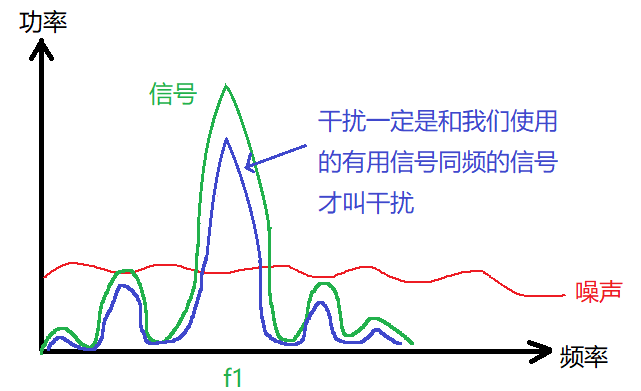 功率
信号
干扰一定是和我们使用
的有用信号同频的信号
才叫干扰
噪声
频率
f1